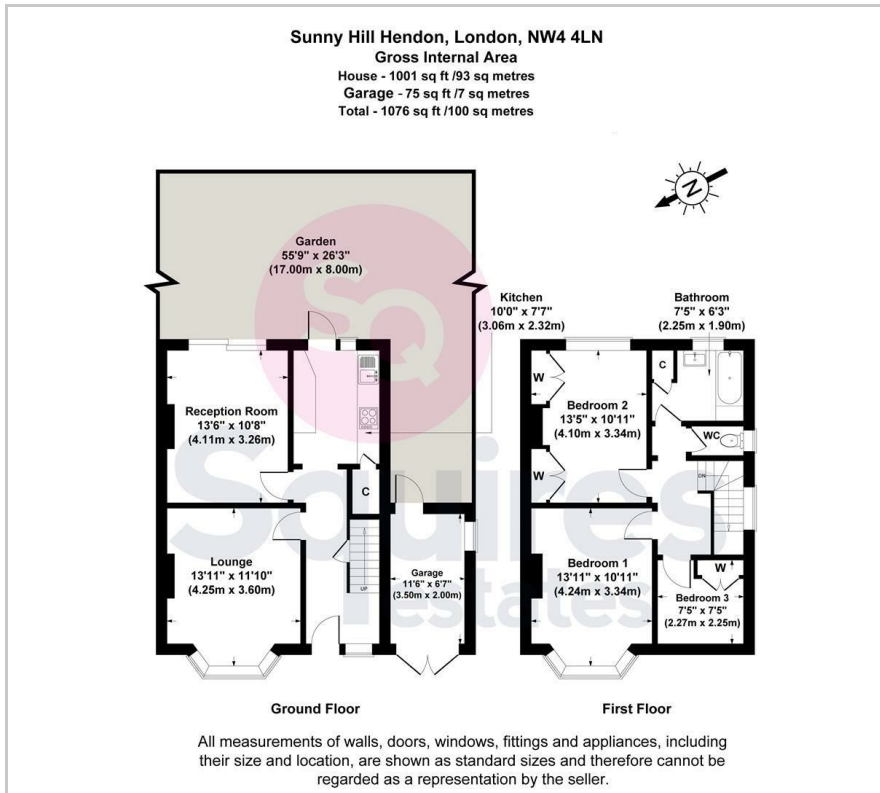 Sunny Hill Hendon, London, NW4 4LN
Gross Internal Area
House - 1001 sq ft /93 sq metres
Garage - 75 sq ft /7 sq metres
Total - 1076 sq ft /100 sq metres
N
Garden
55'9" x 26'3"
(17.00m x 8.00m)
Kitchen
10'0" x 7'7"
(3.06m x 2.32m)
Bathroom
7'5" x 6'3"
(2.25m x 1.90m)
SQ
Squires
estates
Reception Room
13'6" x 10'8"
(4.11m x 3.26m)
C
Lounge
13'11" x 11'10"
(4.25m x 3.60m)
UP
Garage
11'6" x 6'7"
(3.50m x 2.00m)
W
C
Bedroom 2
13'5" x 10'11"
(4.10m x 3.34m)
WC
W
DN
Bedroom 1
13'11" x 10'11"
(4.24m x 3.34m)
W
Bedroom 3
7'5" x 7'5"
(2.27m x 2.25m)
Ground Floor
First Floor
All measurements of walls, doors, windows, fittings and appliances, including
their size and location, are shown as standard sizes and therefore cannot be
regarded as a representation by the seller.